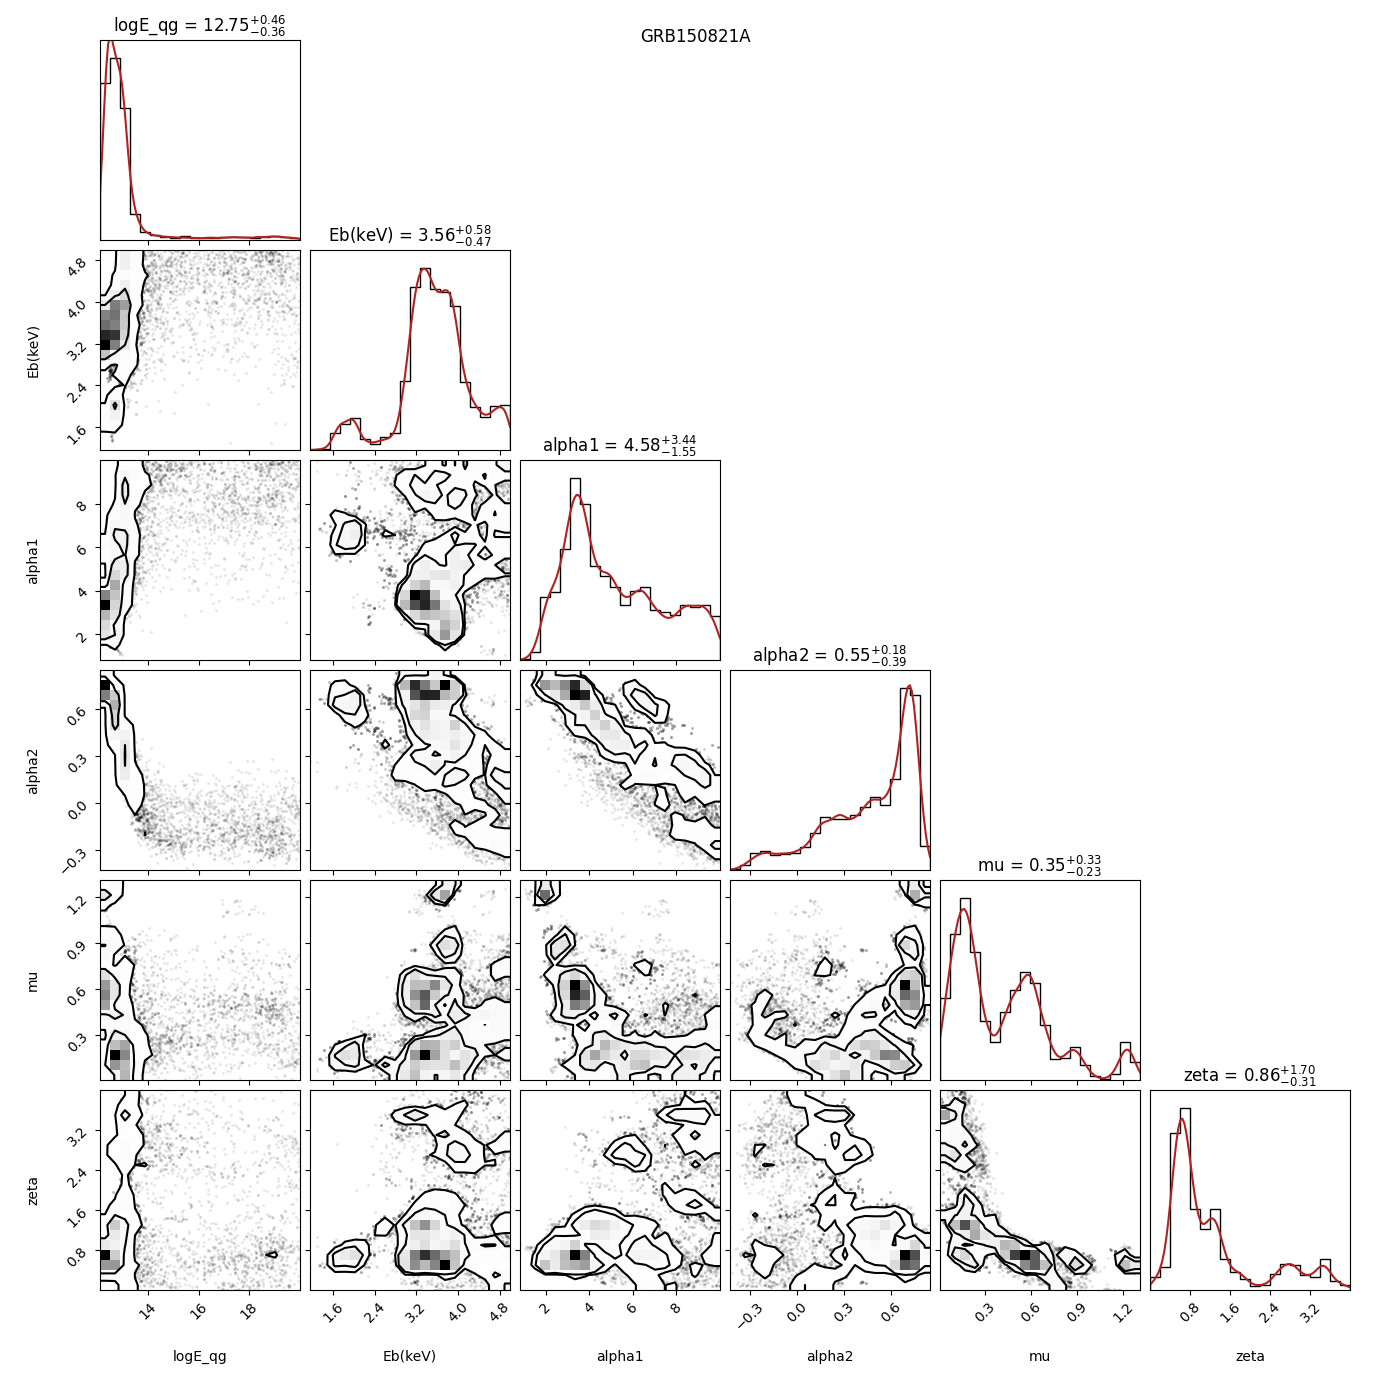 GRB150821A
logE_qg = 12.75+0.46−0.36
Eb(keV) = 3.56+0.58−0.47
4.8
4.0
3.2
2.4
1.6
Eb(keV)
alpha1 = 4.58+3.44−1.55
8
6
4
2
alpha1
alpha2 = 0.55+0.18−0.39
0.6
0.3
0.0
−0.3
alpha2
mu = 0.35+0.33−0.23
1.2
0.9
0.6
0.3
mu
zeta = 0.86+1.70−0.31
3.2
2.4
1.6
0.8
zeta
14 16 18
1.6 2.4 3.2 4.0 4.8
2 4 6 8
−0.3 0.0 0.3 0.6
0.3 0.6 0.9 1.2
0.8 1.6 2.4 3.2
logE_qg
Eb(keV)
alpha1
alpha2
mu
zeta